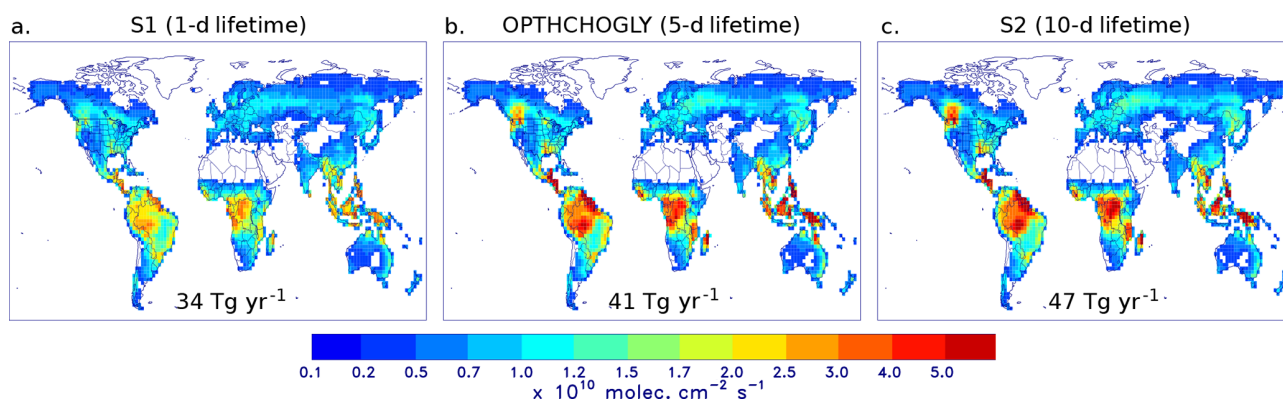 a. S1 (1-d lifetime) b. OPTHCHOGLY (5-d lifetime) c. S2 (10-d lifetime)
34 Tg yr⁻¹ 41 Tg yr⁻¹ 47 Tg yr⁻¹
0.1 0.2 0.5 0.7 1.0 1.2 1.5 1.7 2.0 2.5 3.0 4.0 5.0
x 10¹⁰ molec. cm⁻² s⁻¹